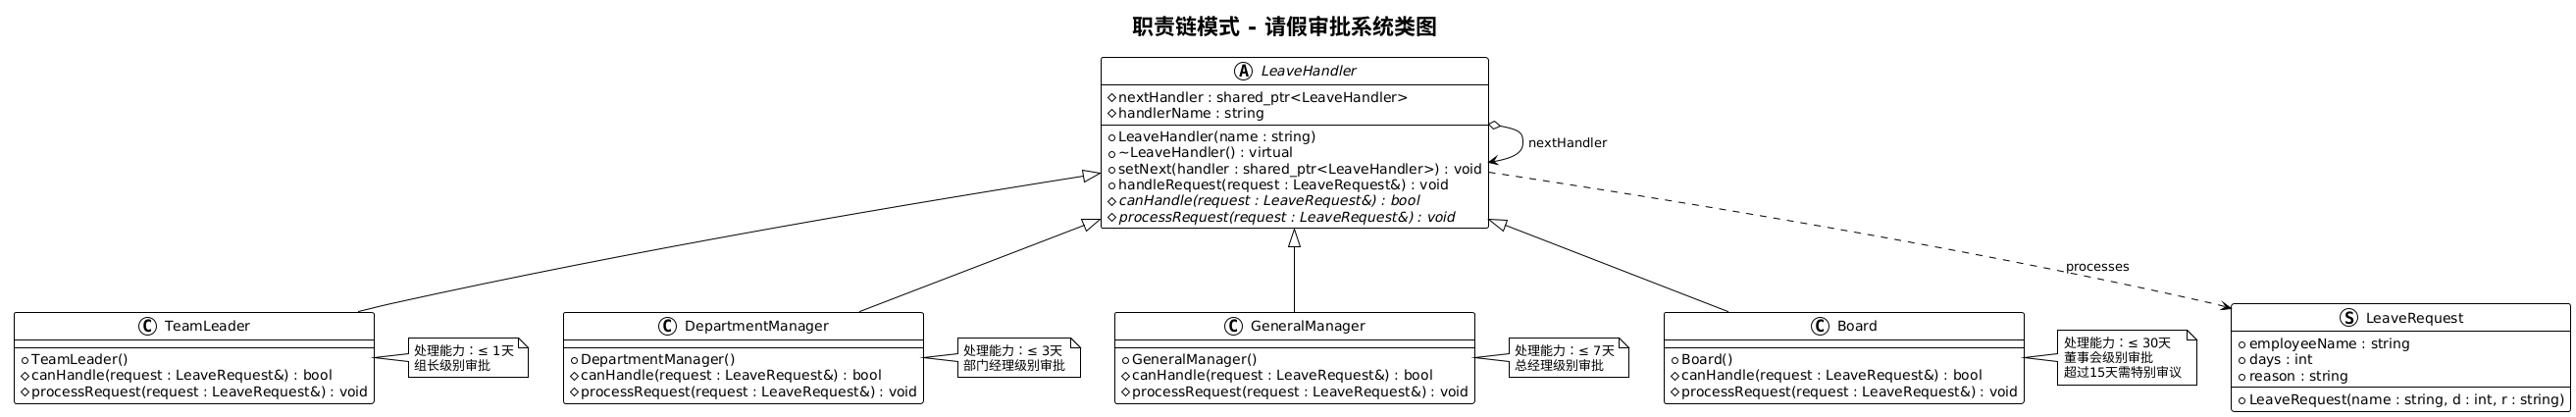 职责链模式 - 请假审批系统类图
A LeaveHandler
nextHandler : shared_ptr<LeaveHandler>
handlerName : string
LeaveHandler(name : string)
~LeaveHandler() : virtual
setNext(handler : shared_ptr<LeaveHandler>) : void
handleRequest(request : LeaveRequest&) : void
canHandle(request : LeaveRequest&) : bool
processRequest(request : LeaveRequest&) : void
nextHandler
processes
C TeamLeader
TeamLeader()
canHandle(request : LeaveRequest&) : bool
processRequest(request : LeaveRequest&) : void
处理能力：≤ 1天
组长级别审批
C DepartmentManager
DepartmentManager()
canHandle(request : LeaveRequest&) : bool
processRequest(request : LeaveRequest&) : void
处理能力：≤ 3天
部门经理级别审批
C GeneralManager
GeneralManager()
canHandle(request : LeaveRequest&) : bool
processRequest(request : LeaveRequest&) : void
处理能力：≤ 7天
总经理级别审批
C Board
Board()
canHandle(request : LeaveRequest&) : bool
processRequest(request : LeaveRequest&) : void
处理能力：≤ 30天
董事会级别审批
超过15天需特别审议
S LeaveRequest
employeeName : string
days : int
reason : string
LeaveRequest(name : string, d : int, r : string)